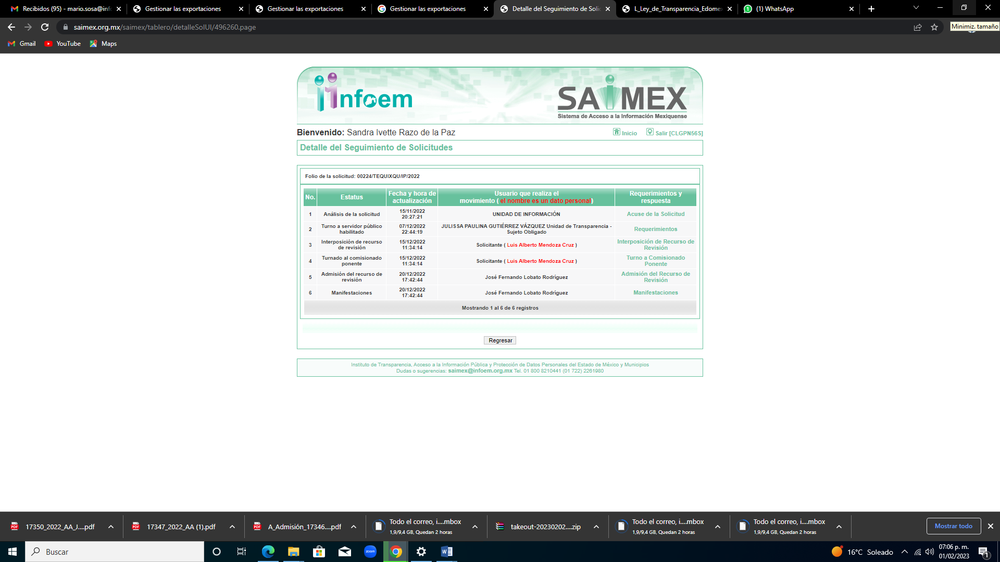 Recibidos (95) - mario.sosa@inf
Gestionar las exportaciones
Gestionar las exportaciones
Gestionar las exportaciones
Detalle del Seguimiento de Solic
L_Ley_de_Transparencia_Edomex
(1) WhatsApp
saimex.org.mx/saimex/tablero/detalleSolUI/496260.page
Minimiz. tamaño
Gmail
YouTube
Maps
infoem
SAIMEX
Sistema de Acceso a la Información Mexiquense
Bienvenido: Sandra Ivette Razo de la Paz
Inicio
Salir [CLGPN56S]
Detalle del Seguimiento de Solicitudes
Folio de la solicitud: 00224/TEQUIXQU/IP/2022
No.
Estatus
Fecha y hora de
actualización
Usuario que realiza el
movimiento ( el nombre es un dato personal)
Requerimientos y
respuesta
1
Análisis de la solicitud
15/11/2022
20:27:21
UNIDAD DE INFORMACIÓN
Acuse de la Solicitud
2
Turno a servidor público
habilitado
07/12/2022
22:44:19
JULISSA PAULINA GUTIÉRREZ VÁZQUEZ Unidad de Transparencia -
Sujeto Obligado
Requerimientos
3
Interposición de recurso
de revisión
15/12/2022
11:34:14
Solicitante ( Luis Alberto Mendoza Cruz )
Interposición de Recurso de
Revisión
4
Turnado al comisionado
ponente
15/12/2022
11:34:14
Solicitante ( Luis Alberto Mendoza Cruz )
Turno a Comisionado
Ponente
5
Admisión del recurso de
revisión
20/12/2022
17:42:44
José Fernando Lobato Rodríguez
Admisión del Recurso de
Revisión
6
Manifestaciones
20/12/2022
17:42:44
José Fernando Lobato Rodríguez
Manifestaciones
Mostrando 1 al 6 de 6 registros
Regresar
Instituto de Transparencia, Acceso a la Información Pública y Protección de Datos Personales del Estado de México y Municipios
Dudas o sugerencias: saimex@infoem.org.mx Tel. 01 800 8210441 (01 722) 2261980
17350_2022_AA_J....pdf
17347_2022_AA (1).pdf
A_Admisión_17346....pdf
Todo el correo, i....mbox
1,9/9,4 GB, Quedan 2 horas
takeout-20230202....zip
Todo el correo, i....mbox
1,9/9,4 GB, Quedan 2 horas
Todo el correo, i....mbox
1,9/9,4 GB, Quedan 2 horas
Mostrar todo
Buscar
zoom
16°C Soleado
07:06 p. m.
01/02/2023
1